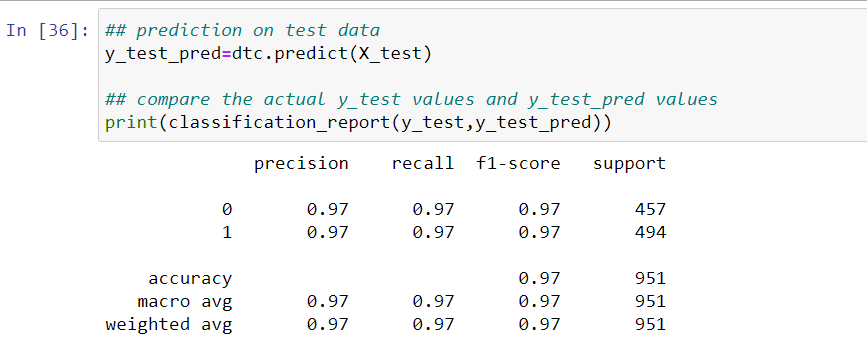 In [36]: ## prediction on test data
y_test_pred=dtc.predict(X_test)
## compare the actual y_test values and y_test_pred values
print(classification_report(y_test,y_test_pred))
precision recall f1-score support
0 0.97 0.97 0.97 457
1 0.97 0.97 0.97 494
accuracy 0.97 951
macro avg 0.97 0.97 0.97 951
weighted avg 0.97 0.97 0.97 951